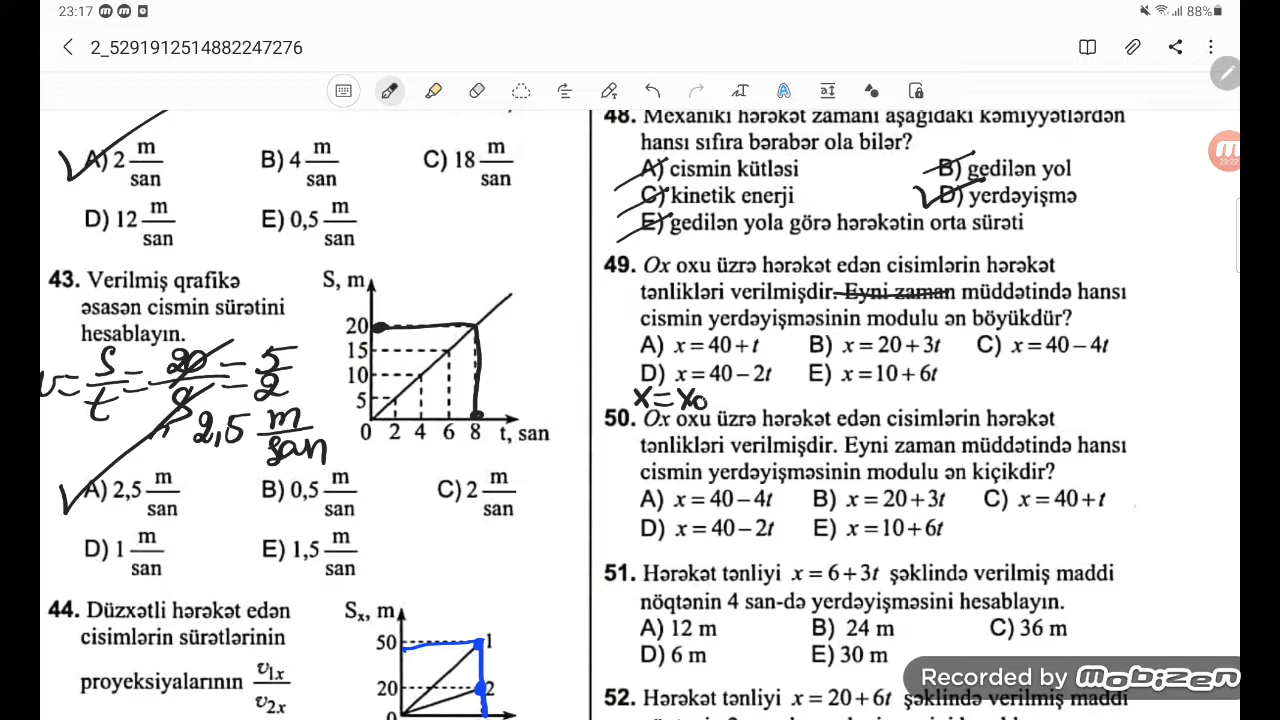 23:17
88%
2_5291912514882247276
A) 2 m/san B) 4 m/san C) 18 m/san
D) 12 m/san E) 0,5 m/san
43. Verilmiş qrafikə
əsasən cismin sürətini
hesablayın.
S, m
20
15
10
5
0 2 4 6 8 t, san
v = S/t = 20/8 = 5/2
= 2,5 m/san
A) 2,5 m/san B) 0,5 m/san C) 2 m/san
D) 1 m/san E) 1,5 m/san
44. Düzxətli hərəkət edən
cisimlərin sürətlərinin
proyeksiyalarının v1x/v2x
Sx, m
50 1
20 2
0
48. Mexaniki hərəkət zamanı aşağıdakı kəmiyyətlərdən
hansı sıfıra bərabər ola bilər?
A) cismin kütləsi B) gedilən yol
C) kinetik enerji D) yerdəyişmə
E) gedilən yola görə hərəkətin orta sürəti
49. Ox oxu üzrə hərəkət edən cisimlərin hərəkət
tənlikləri verilmişdir. Eyni zaman müddətində hansı
cismin yerdəyişməsinin modulu ən böyükdür?
A) x = 40 + t B) x = 20 + 3t C) x = 40 – 4t
D) x = 40 – 2t E) x = 10 + 6t
x = x0
50. Ox oxu üzrə hərəkət edən cisimlərin hərəkət
tənlikləri verilmişdir. Eyni zaman müddətində hansı
cismin yerdəyişməsinin modulu ən kiçikdir?
A) x = 40 – 4t B) x = 20 + 3t C) x = 40 + t
D) x = 40 – 2t E) x = 10 + 6t
51. Hərəkət tənliyi x = 6 + 3t şəklində verilmiş maddi
nöqtənin 4 san-də yerdəyişməsini hesablayın.
A) 12 m B) 24 m C) 36 m
D) 6 m E) 30 m
52. Hərəkət tənliyi x = 20 + 6t şəklində verilmiş maddi
23:22
Recorded by mobizen